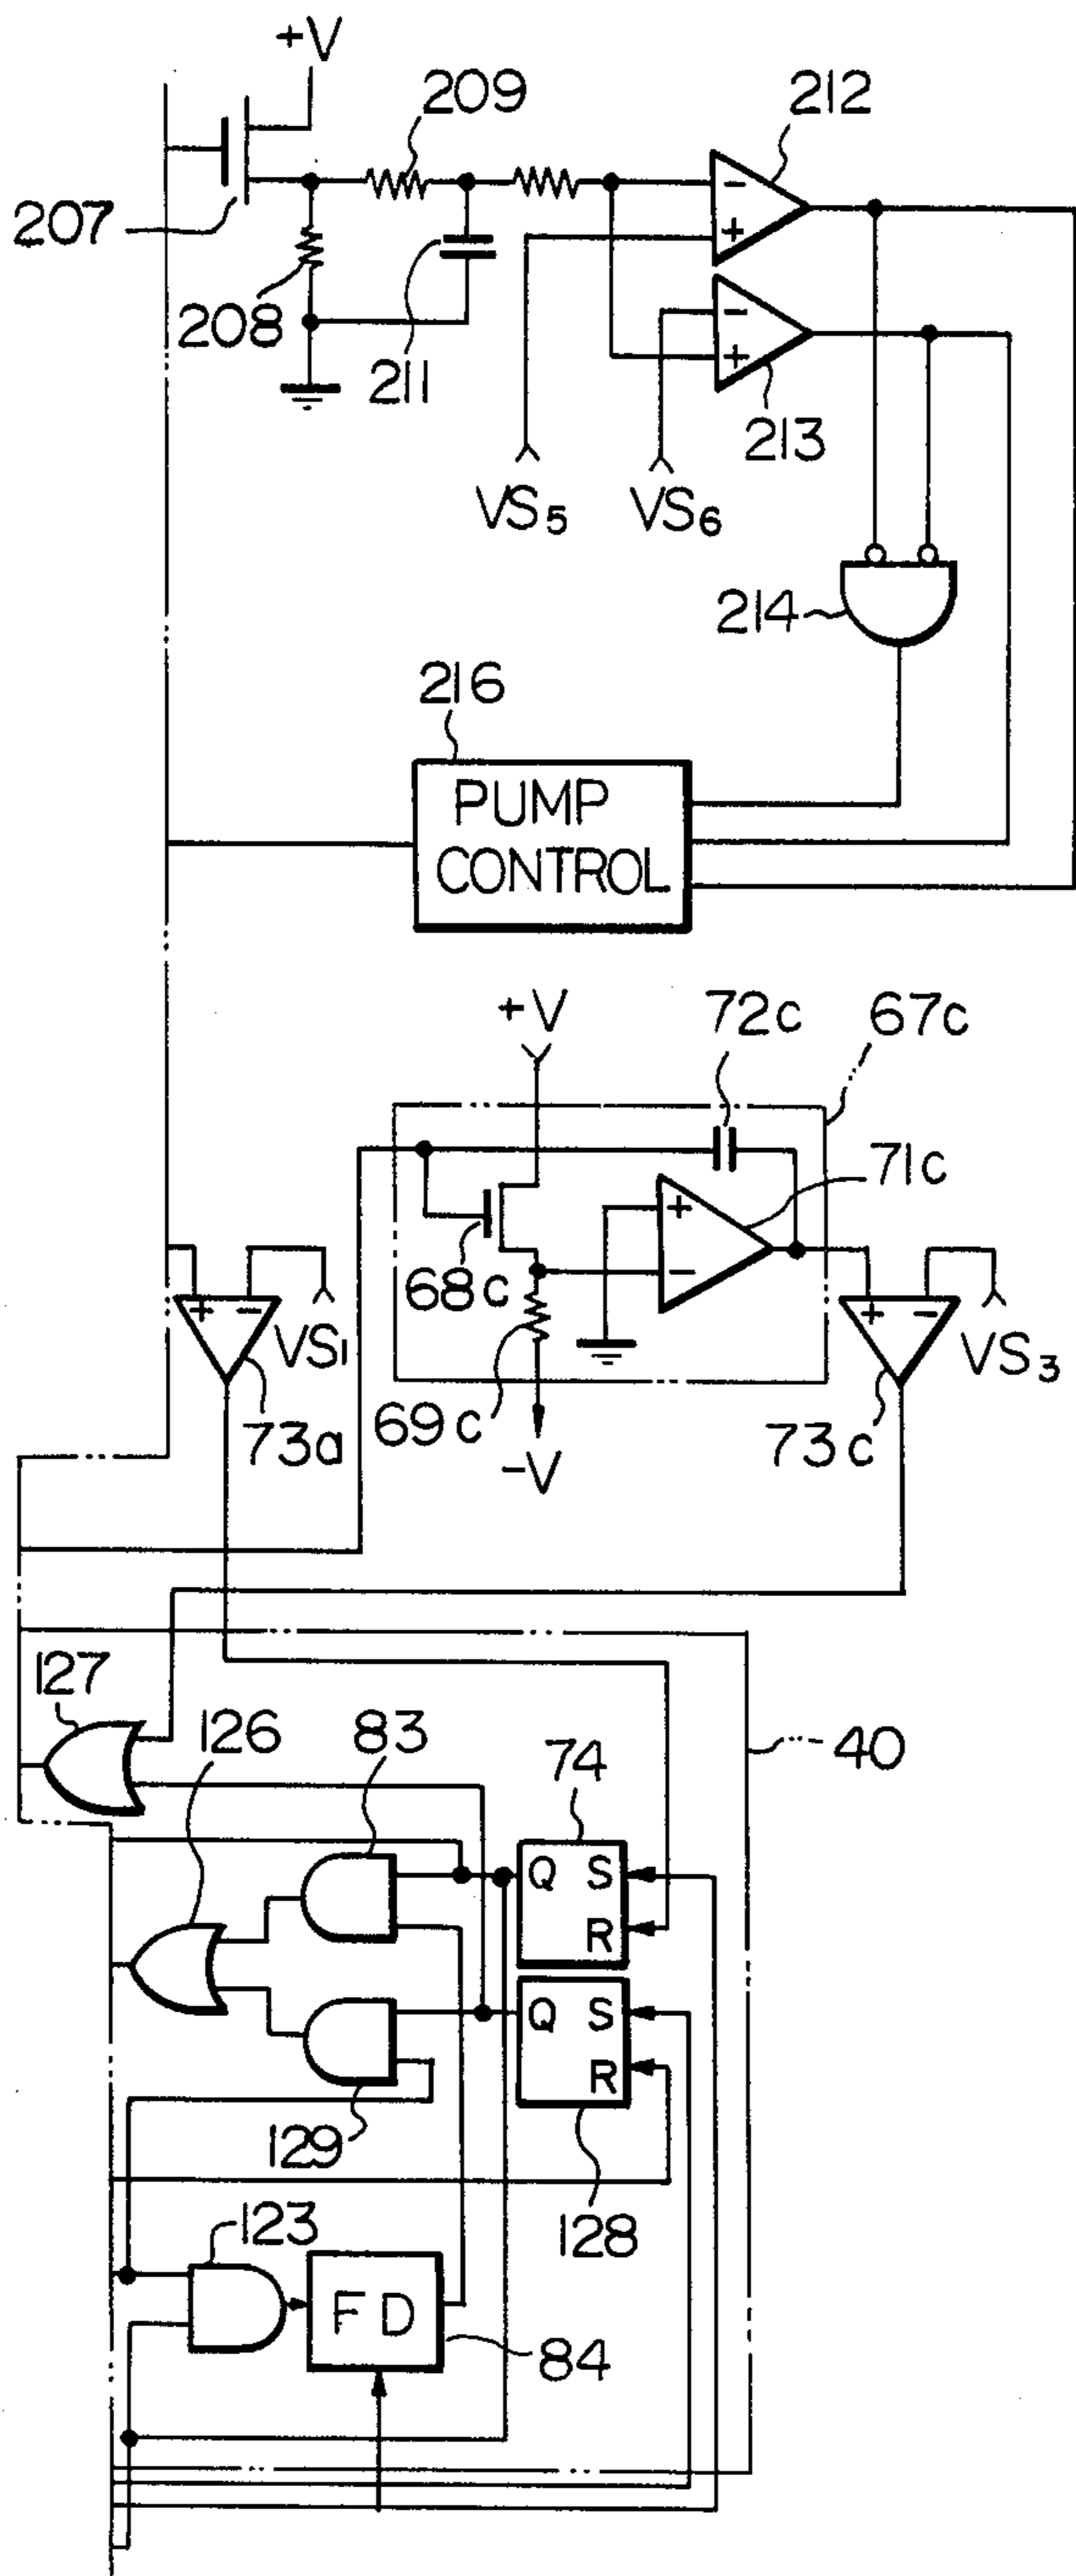 +V
209
212
207
-
+
208
-
+
211
213
VS5
VS6
214
216
PUMP
CONTROL
+V
72c
67c
71c
+
68c
-
+ -
+ -
VS1
VS3
69c
73a
73c
-V
127
126
83
74
40
Q S
R
Q S
R
129
128
123
FD
84